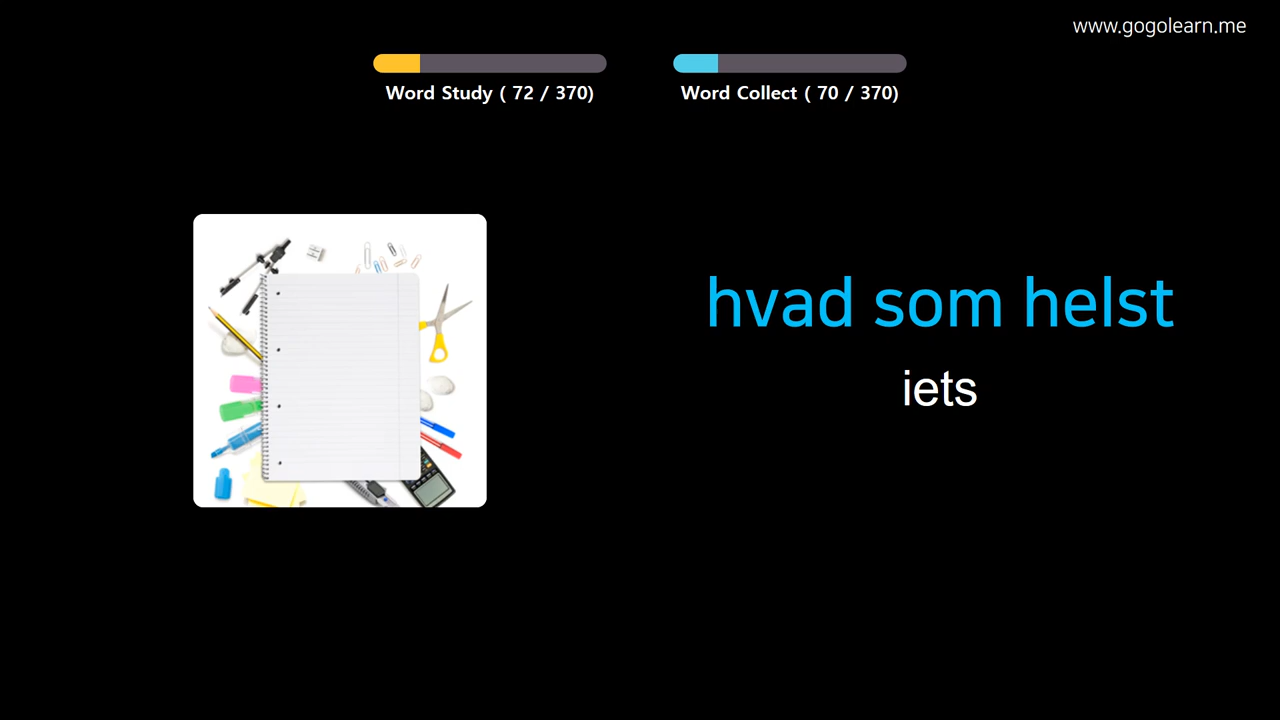 www.gogolearn.me
Word Study ( 72 / 370)
Word Collect ( 70 / 370)
hvad som helst
iets